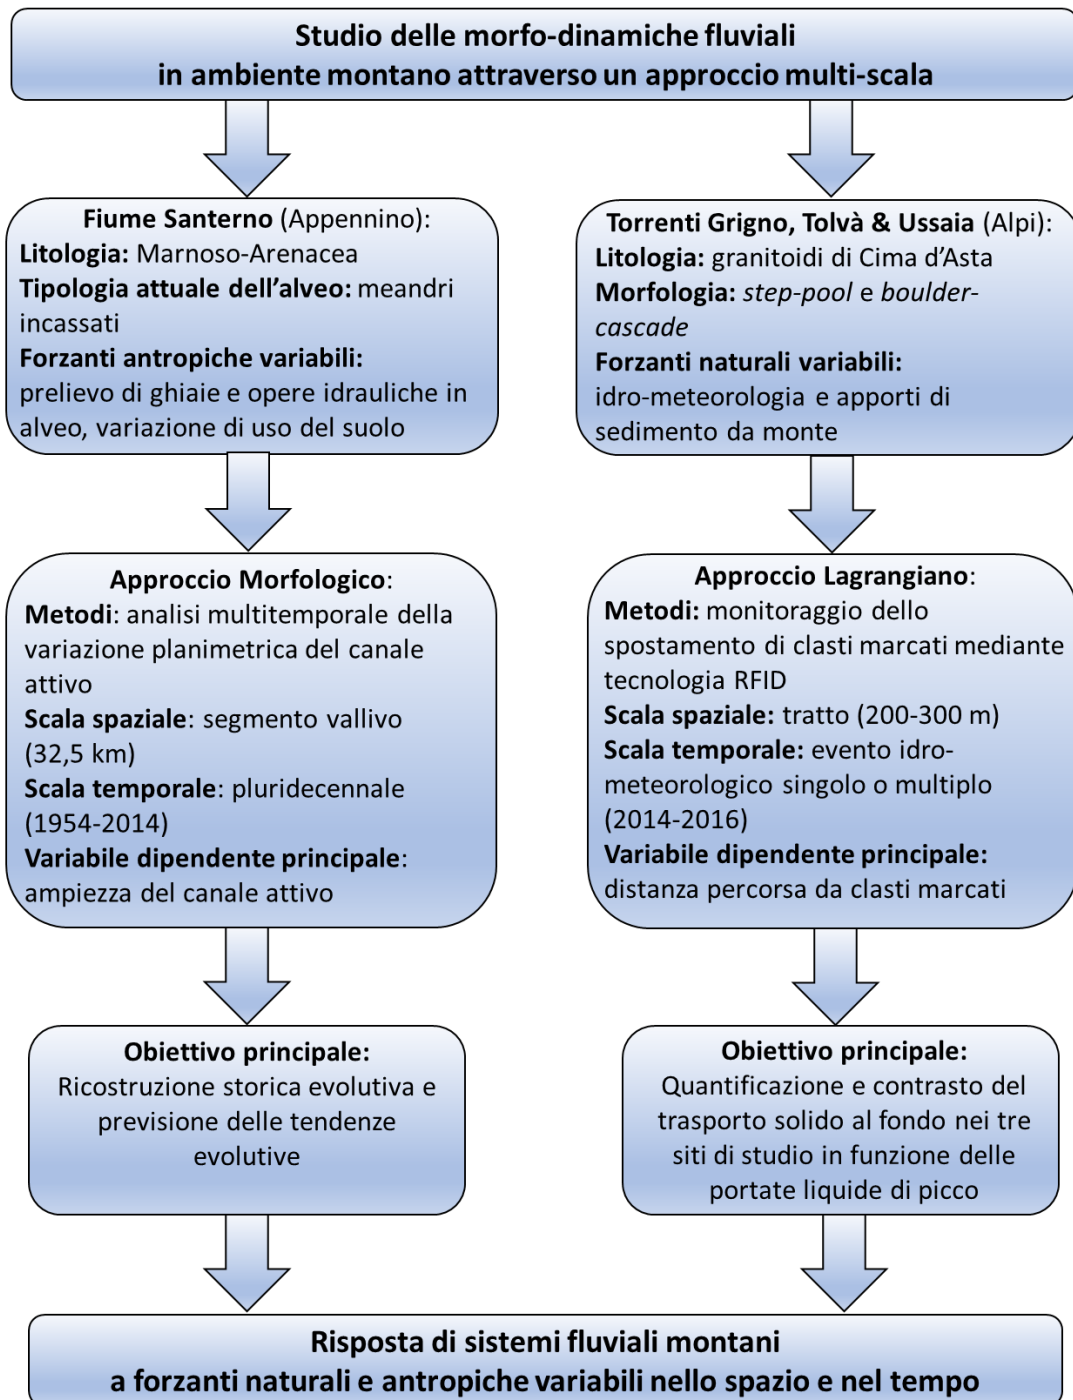 Studio delle morfo-dinamiche fluviali
in ambiente montano attraverso un approccio multi-scala
Fiume Santerno (Appennino):
Litologia: Marnoso-Arenacea
Tipologia attuale dell'alveo: meandri
incassati
Forzanti antropiche variabili:
prelievo di ghiaie e opere idrauliche in
alveo, variazione di uso del suolo
Torrenti Grigno, Tolvà & Ussaia (Alpi):
Litologia: granitoidi di Cima d'Asta
Morfologia: step-pool e boulder-
cascade
Forzanti naturali variabili:
idro-meteorologia e apporti di
sedimento da monte
Approccio Morfologico:
Metodi: analisi multitemporale della
variazione planimetrica del canale
attivo
Scala spaziale: segmento vallivo
(32,5 km)
Scala temporale: pluridecennale
(1954-2014)
Variabile dipendente principale:
ampiezza del canale attivo
Approccio Lagrangiano:
Metodi: monitoraggio dello
spostamento di clasti marcati mediante
tecnologia RFID
Scala spaziale: tratto (200-300 m)
Scala temporale: evento idro-
meteorologico singolo o multiplo
(2014-2016)
Variabile dipendente principale:
distanza percorsa da clasti marcati
Obiettivo principale:
Ricostruzione storica evolutiva e
previsione delle tendenze
evolutive
Obiettivo principale:
Quantificazione e contrasto del
trasporto solido al fondo nei tre
siti di studio in funzione delle
portate liquide di picco
Risposta di sistemi fluviali montani
a forzanti naturali e antropiche variabili nello spazio e nel tempo